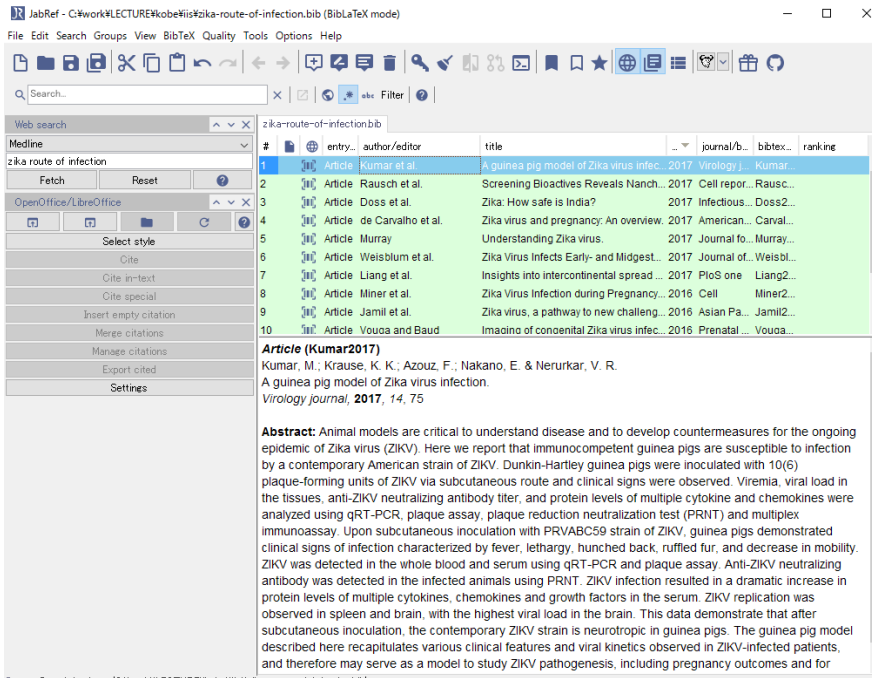 JabRef - C:¥work¥LECTURE¥kobe¥iis¥zika-route-of-infection.bib (BibLaTeX mode)
File Edit Search Groups View BibTeX Quality Tools Options Help
Search...
abc Filter
Web search
Medline
zika route of infection
Fetch Reset
OpenOffice/LibreOffice
Select style
Cite
Cite in-text
Cite special
Insert empty citation
Merge citations
Manage citations
Export cited
Settings
zika-route-of-infection.bib
# entry... author/editor title ... journal/b... bibtex... ranking
1 Article Kumar et al. A guinea pig model of Zika virus infec... 2017 Virology j... Kumar...
2 Article Rausch et al. Screening Bioactives Reveals Nanch... 2017 Cell repor... Rausc...
3 Article Doss et al. Zika: How safe is India? 2017 Infectious... Doss2...
4 Article de Carvalho et al. Zika virus and pregnancy: An overview. 2017 American... Carval...
5 Article Murray Understanding Zika virus. 2017 Journal fo... Murray...
6 Article Weisblum et al. Zika Virus Infects Early- and Midgest... 2017 Journal of... Weisbl...
7 Article Liang et al. Insights into intercontinental spread ... 2017 PloS one Liang2...
8 Article Miner et al. Zika Virus Infection during Pregnancy... 2016 Cell Miner2...
9 Article Jamil et al. Zika virus, a pathway to new challeng... 2016 Asian Pa... Jamil2...
10 Article Vouga and Baud Imaging of congenital Zika virus infec... 2016 Prenatal ... Vouga...
Article (Kumar2017)
Kumar, M.; Krause, K. K.; Azouz, F.; Nakano, E. & Nerurkar, V. R.
A guinea pig model of Zika virus infection.
Virology journal, 2017, 14, 75
Abstract: Animal models are critical to understand disease and to develop countermeasures for the ongoing
epidemic of Zika virus (ZIKV). Here we report that immunocompetent guinea pigs are susceptible to infection
by a contemporary American strain of ZIKV. Dunkin-Hartley guinea pigs were inoculated with 10(6)
plaque-forming units of ZIKV via subcutaneous route and clinical signs were observed. Viremia, viral load in
the tissues, anti-ZIKV neutralizing antibody titer, and protein levels of multiple cytokine and chemokines were
analyzed using qRT-PCR, plaque assay, plaque reduction neutralization test (PRNT) and multiplex
immunoassay. Upon subcutaneous inoculation with PRVABC59 strain of ZIKV, guinea pigs demonstrated
clinical signs of infection characterized by fever, lethargy, hunched back, ruffled fur, and decrease in mobility.
ZIKV was detected in the whole blood and serum using qRT-PCR and plaque assay. Anti-ZIKV neutralizing
antibody was detected in the infected animals using PRNT. ZIKV infection resulted in a dramatic increase in
protein levels of multiple cytokines, chemokines and growth factors in the serum. ZIKV replication was
observed in spleen and brain, with the highest viral load in the brain. This data demonstrate that after
subcutaneous inoculation, the contemporary ZIKV strain is neurotropic in guinea pigs. The guinea pig model
described here recapitulates various clinical features and viral kinetics observed in ZIKV-infected patients,
and therefore may serve as a model to study ZIKV pathogenesis, including pregnancy outcomes and for